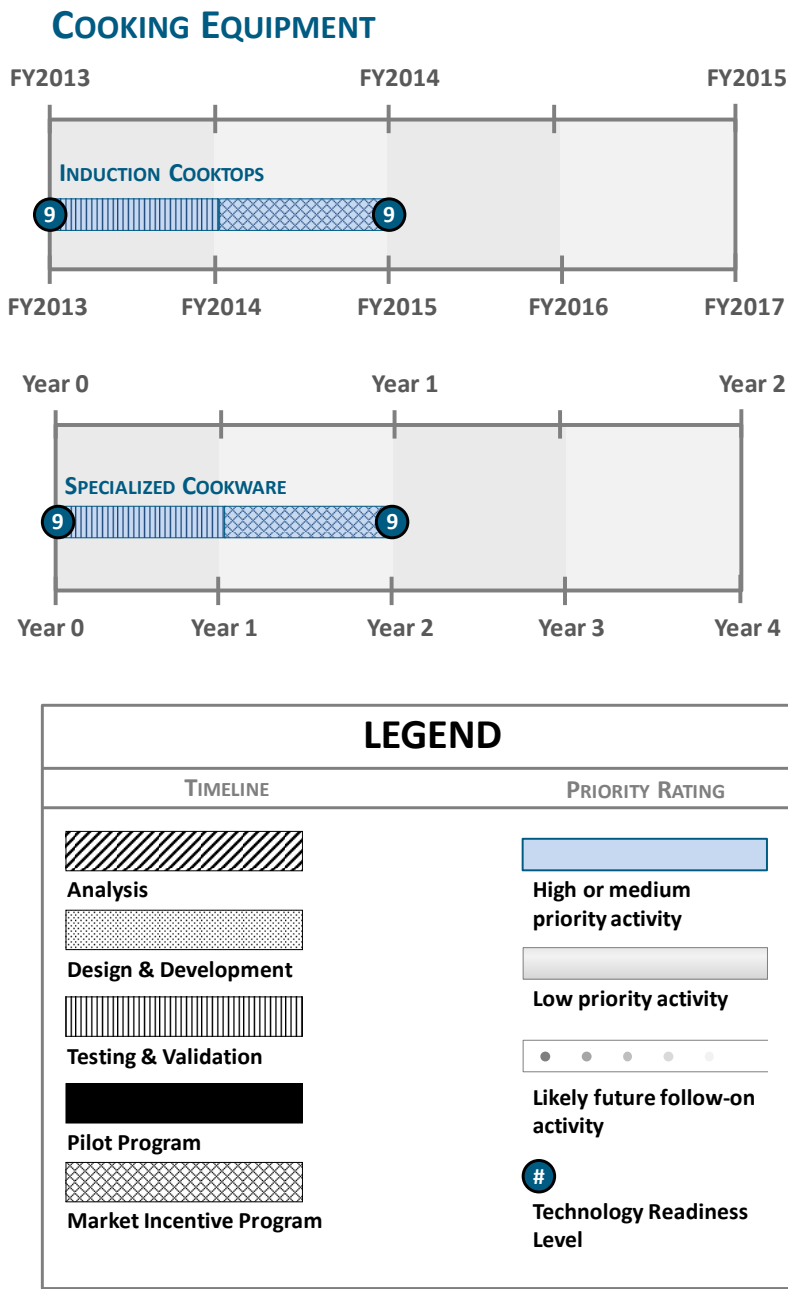 COOKING EQUIPMENT
FY2013 FY2014 FY2015
INDUCTION COOKTOPS
9 9
FY2013 FY2014 FY2015 FY2016 FY2017
Year 0 Year 1 Year 2
SPECIALIZED COOKWARE
9 9
Year 0 Year 1 Year 2 Year 3 Year 4
LEGEND
TIMELINE
Analysis
Design & Development
Testing & Validation
Pilot Program
Market Incentive Program
PRIORITY RATING
High or medium
priority activity
Low priority activity
Likely future follow-on
activity
#
Technology Readiness
Level